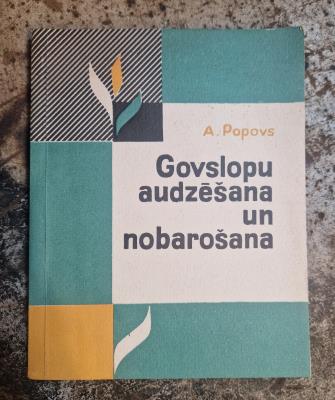 A. Popovs
Govslopu
audzēšana
un
nobarošana